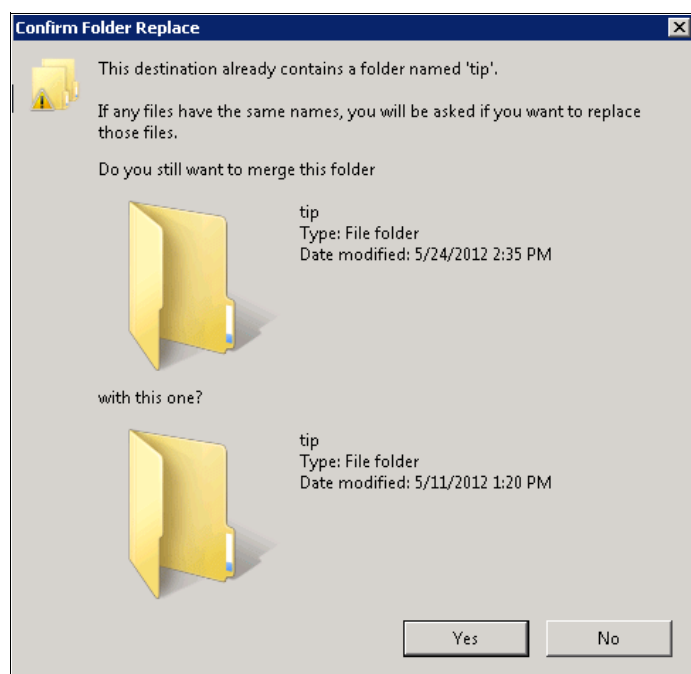 Confirm Folder Replace
This destination already contains a folder named 'tip'.
If any files have the same names, you will be asked if you want to replace
those files.
Do you still want to merge this folder
tip
Type: File folder
Date modified: 5/24/2012 2:35 PM
with this one?
tip
Type: File folder
Date modified: 5/11/2012 1:20 PM
Yes
No